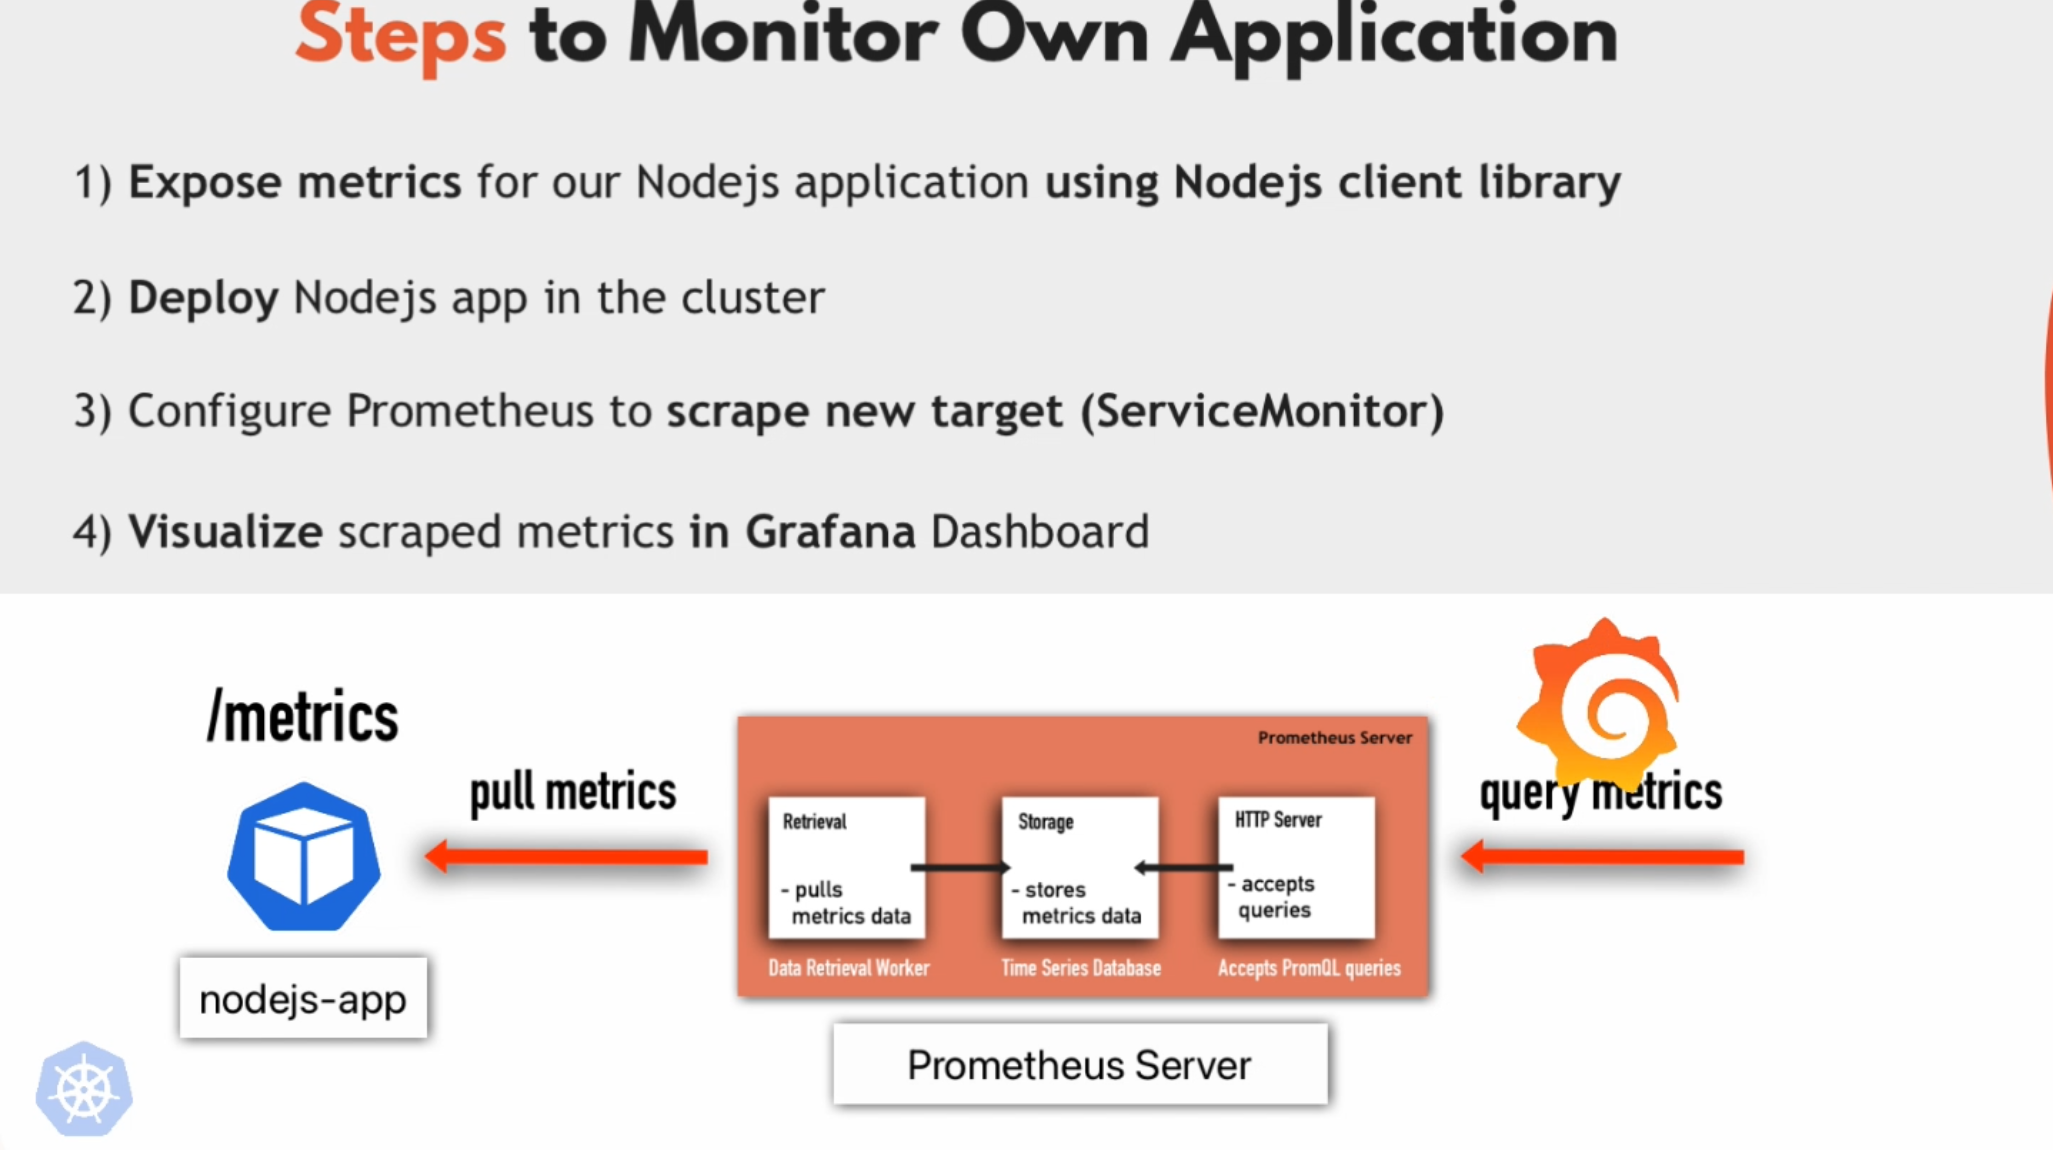 Steps to Monitor Own Application
1) Expose metrics for our Nodejs application using Nodejs client library
2) Deploy Nodejs app in the cluster
3) Configure Prometheus to scrape new target (ServiceMonitor)
4) Visualize scraped metrics in Grafana Dashboard
/metrics
pull metrics
nodejs-app
Prometheus Server
Retrieval
- pulls
metrics data
Data Retrieval Worker
Storage
- stores
metrics data
Time Series Database
HTTP Server
- accepts
queries
Accepts PromQL queries
Prometheus Server
query metrics